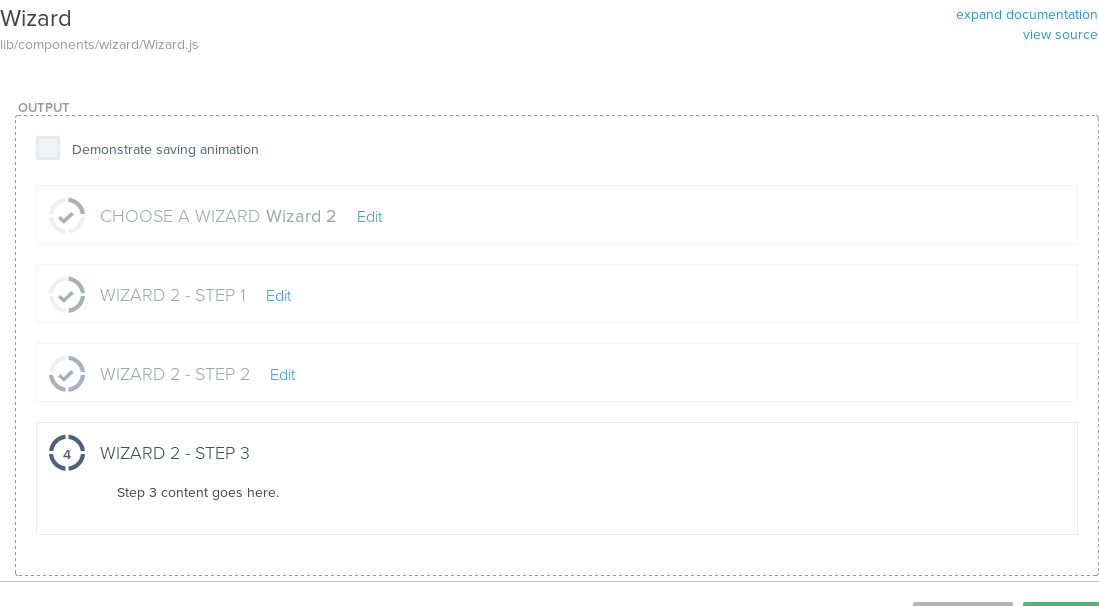 Wizard
expand documentation
lib/components/wizard/Wizard.js
view source
OUTPUT
Demonstrate saving animation
CHOOSE A WIZARD Wizard 2 Edit
WIZARD 2 - STEP 1 Edit
WIZARD 2 - STEP 2 Edit
4 WIZARD 2 - STEP 3
Step 3 content goes here.